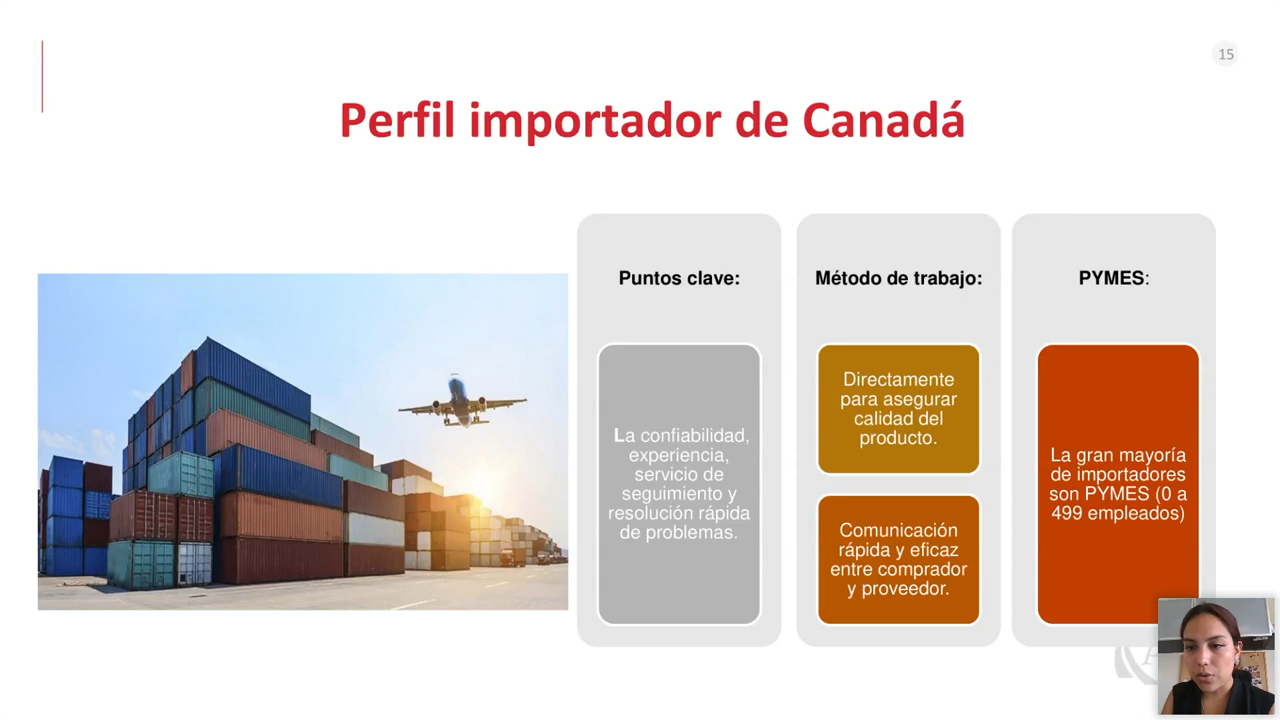 15
Perfil importador de Canadá
Puntos clave:
La confiabilidad,
experiencia,
servicio de
seguimiento y
resolución rápida
de problemas.
Método de trabajo:
Directamente
para asegurar
calidad del
producto.
Comunicación
rápida y eficaz
entre comprador
y proveedor.
PYMES:
La gran mayoría
de importadores
son PYMES (0 a
499 empleados)